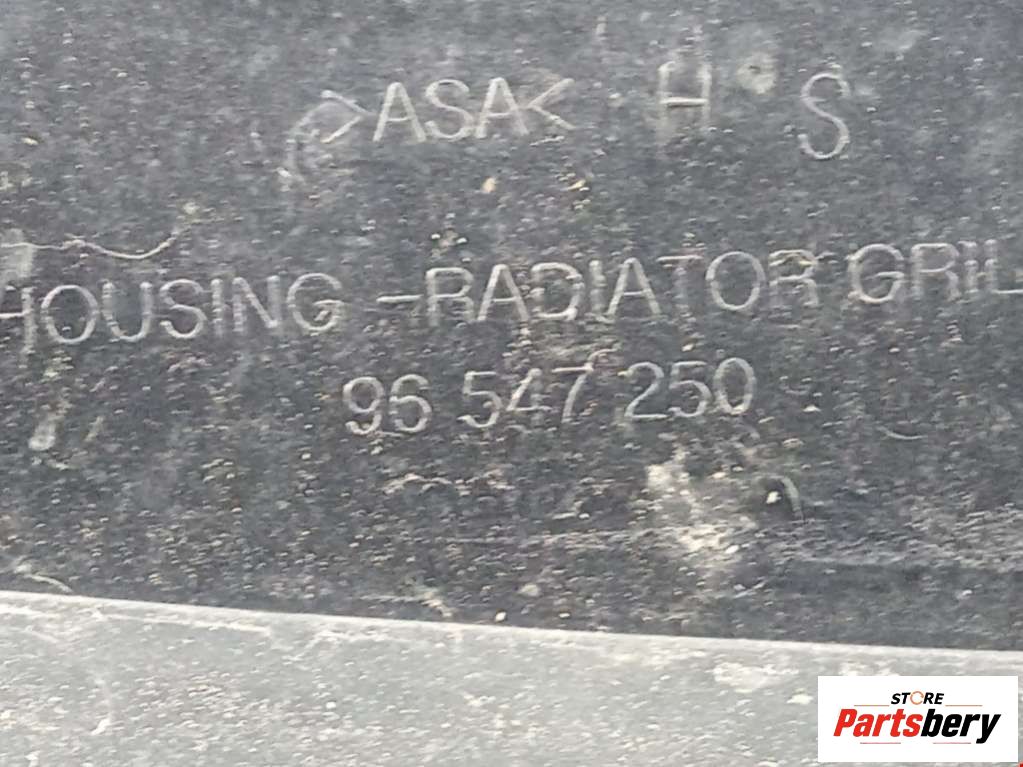 >ASA< H S
HOUSING -RADIATOR GRIL
96 547 250
STORE
Partsbery